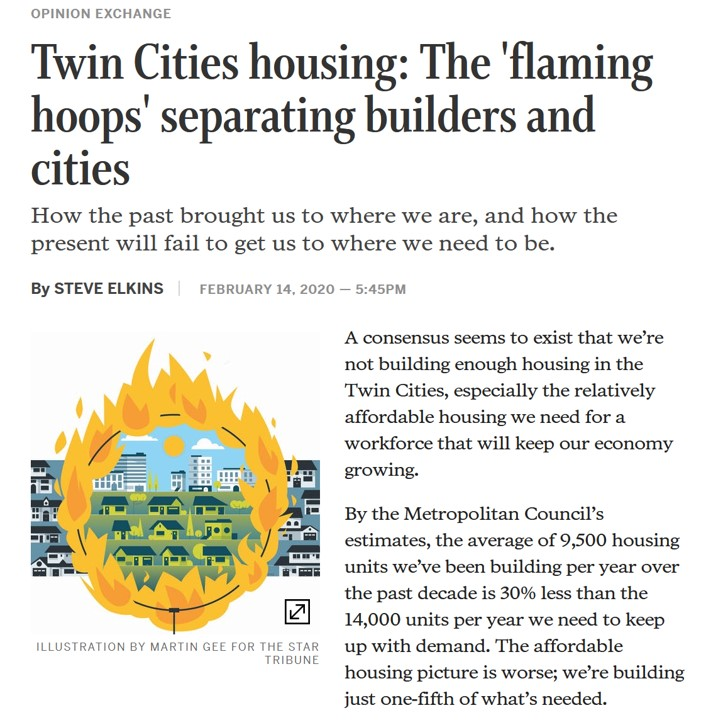 OPINION EXCHANGE
Twin Cities housing: The 'flaming
hoops' separating builders and
cities
How the past brought us to where we are, and how the
present will fail to get us to where we need to be.
By STEVE ELKINS | FEBRUARY 14, 2020 — 5:45PM
ILLUSTRATION BY MARTIN GEE FOR THE STAR
TRIBUNE
A consensus seems to exist that we’re
not building enough housing in the
Twin Cities, especially the relatively
affordable housing we need for a
workforce that will keep our economy
growing.
By the Metropolitan Council’s
estimates, the average of 9,500 housing
units we’ve been building per year over
the past decade is 30% less than the
14,000 units per year we need to keep
up with demand. The affordable
housing picture is worse; we’re building
just one-fifth of what’s needed.